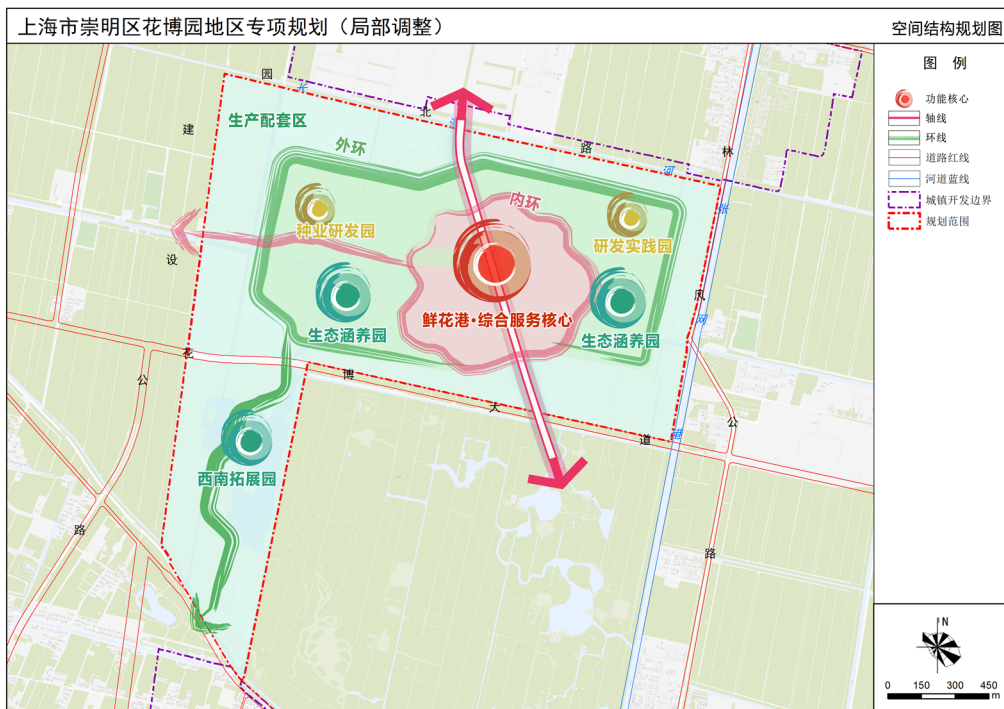 上海市崇明区花博园地区专项规划（局部调整）
空间结构规划图
图 例
功能核心
轴线
环线
道路红线
河道蓝线
城镇开发边界
规划范围
园
北
路
长
河
生产配套区
建
设
公
路
外环
内环
林
风
公
路
张
网
港
种业研发园
研发实践园
生态涵养园
鲜花港·综合服务核心
生态涵养园
花
博
大
道
西南拓展园
N
0 150 300 450
m